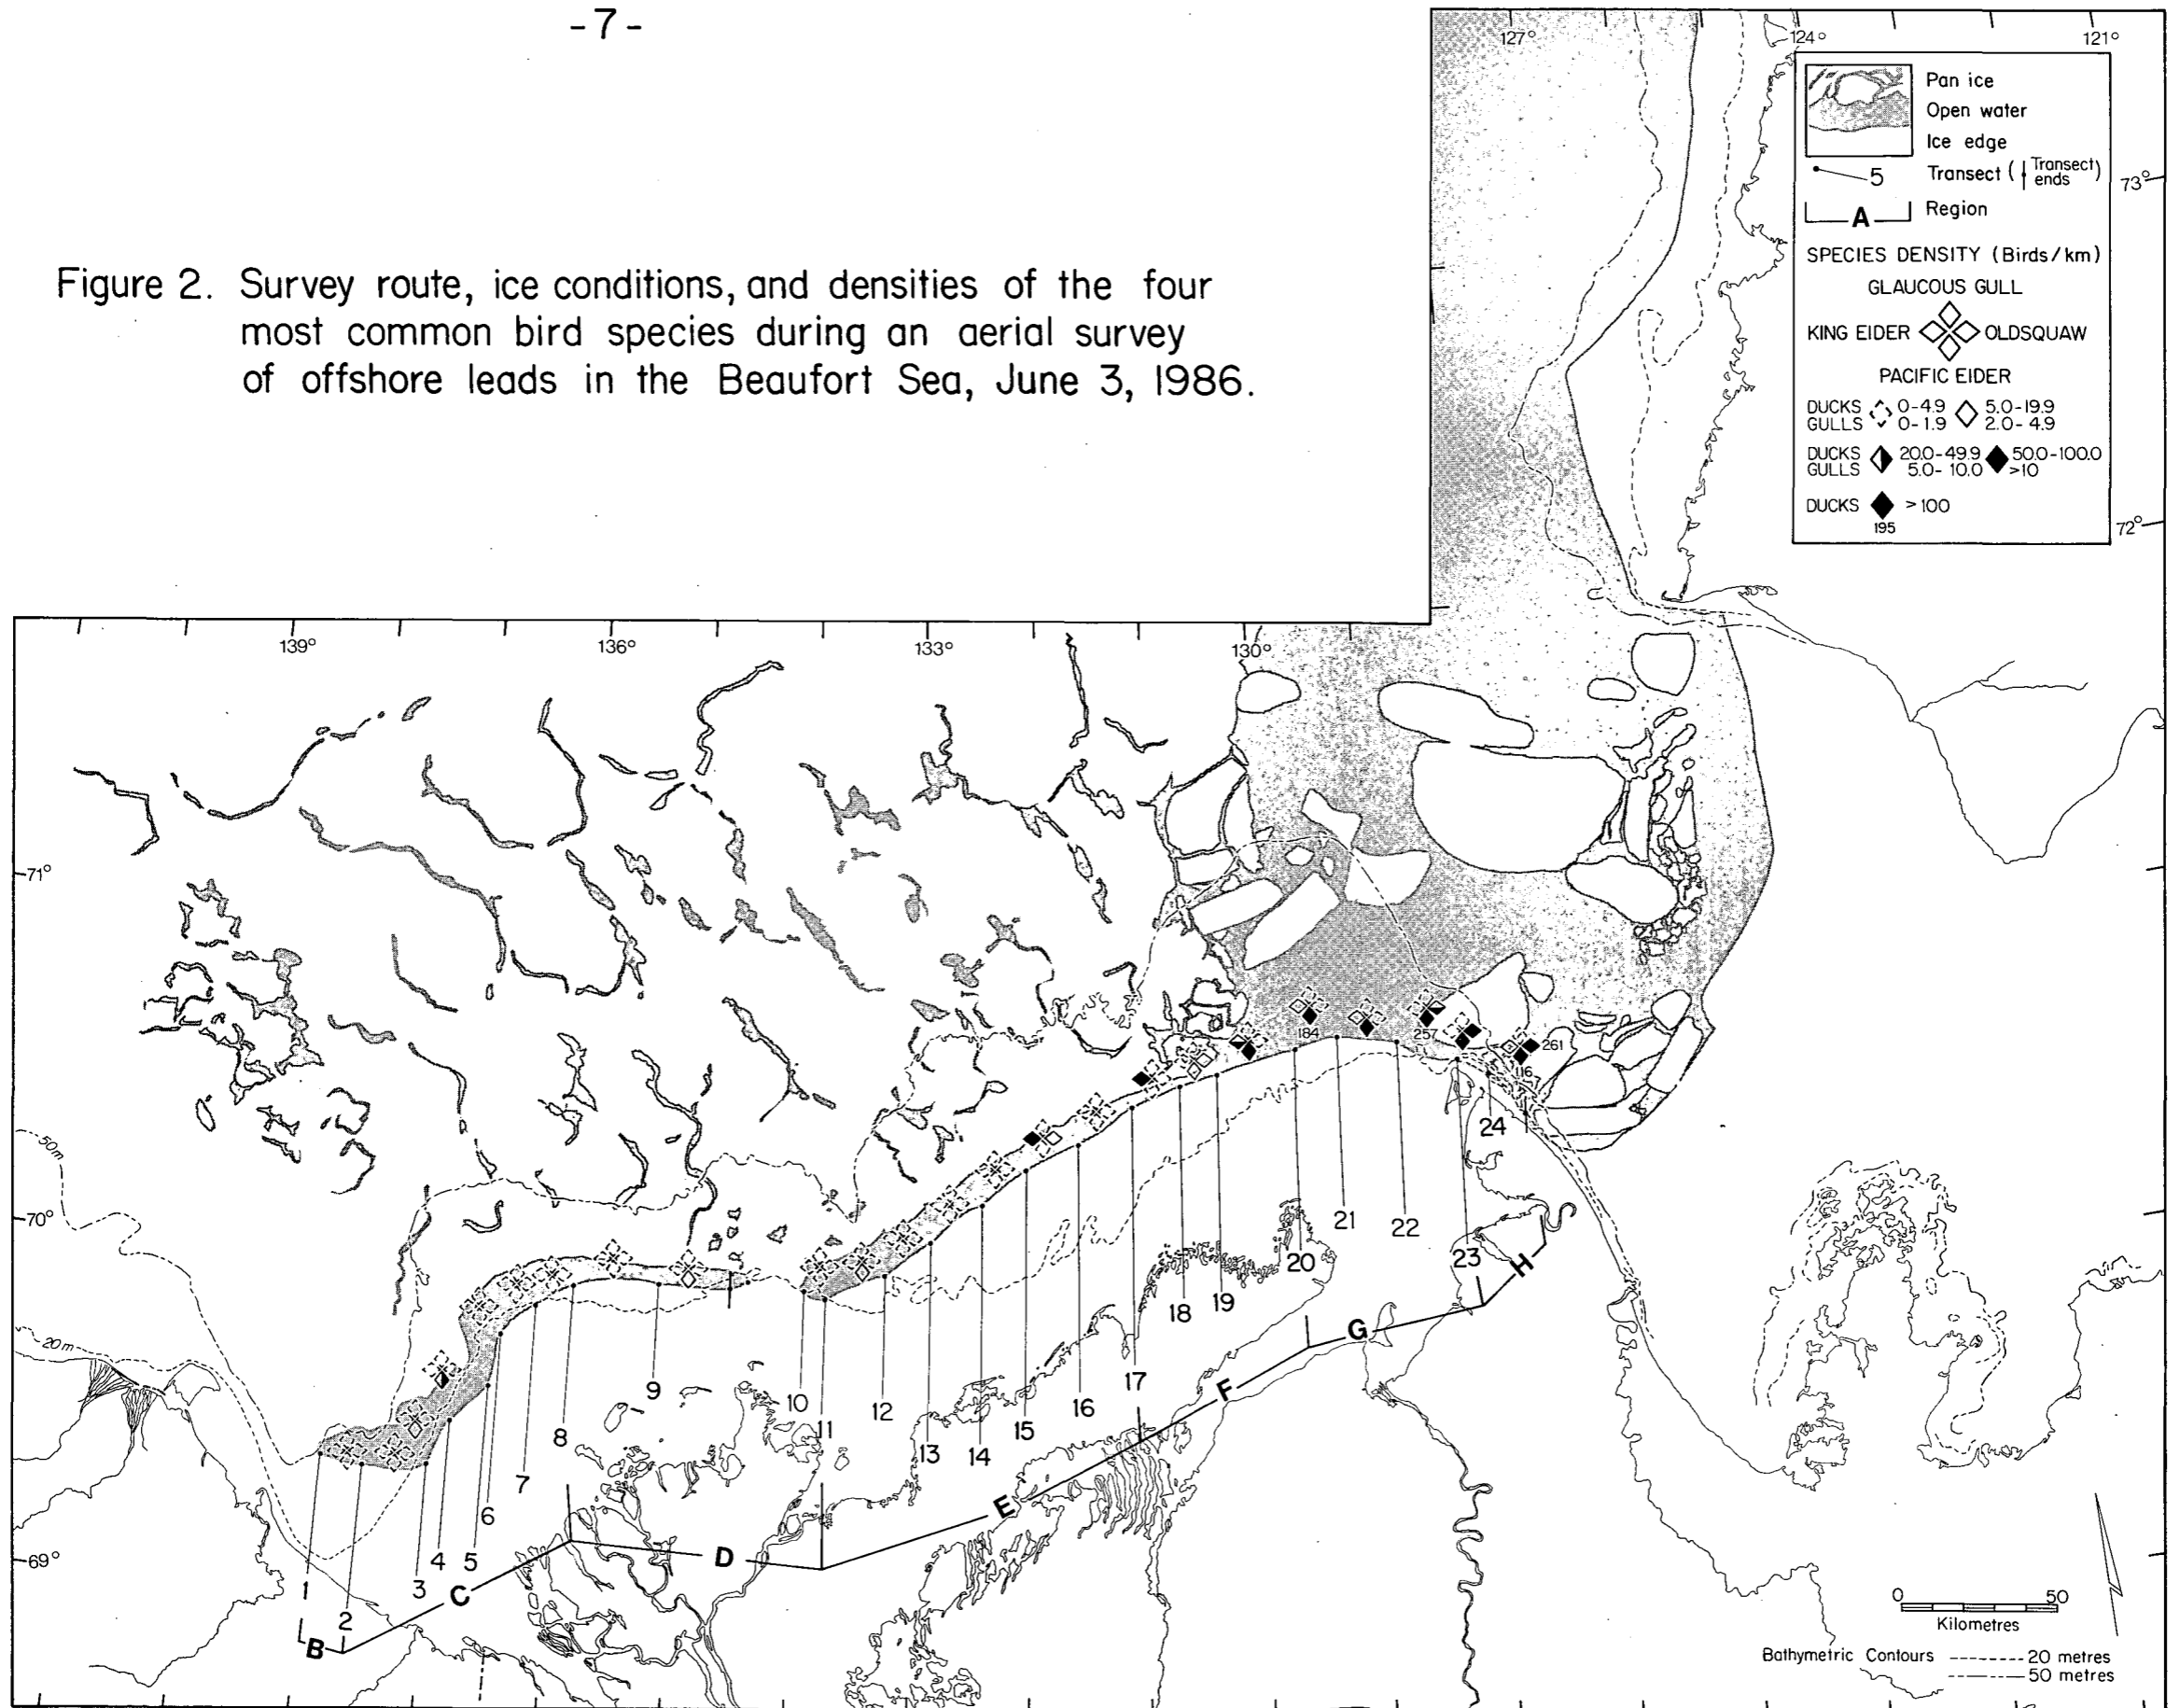 -7-
Figure 2. Survey route, ice conditions, and densities of the four
most common bird species during an aerial survey
of offshore leads in the Beaufort Sea, June 3, 1986.
127°
124°
121°
Pan ice
Open water
Ice edge
5
Transect ( Transect ends )
A
Region
SPECIES DENSITY (Birds/km)
GLAUCOUS GULL
KING EIDER
OLDSQUAW
PACIFIC EIDER
DUCKS 0-4.9 5.0-19.9
GULLS 0-1.9 2.0-4.9
DUCKS 20.0-49.9 50.0-100.0
GULLS 5.0-10.0 >10
DUCKS >100
195
73°
72°
139°
136°
133°
130°
71°
70°
69°
50m
20m
184
257
261
116
1
2
3
4
5
6
7
8
9
10
11
12
13
14
15
16
17
18
19
20
21
22
23
24
B
C
D
E
F
G
H
0 50
Kilometres
Bathymetric Contours
20 metres
50 metres